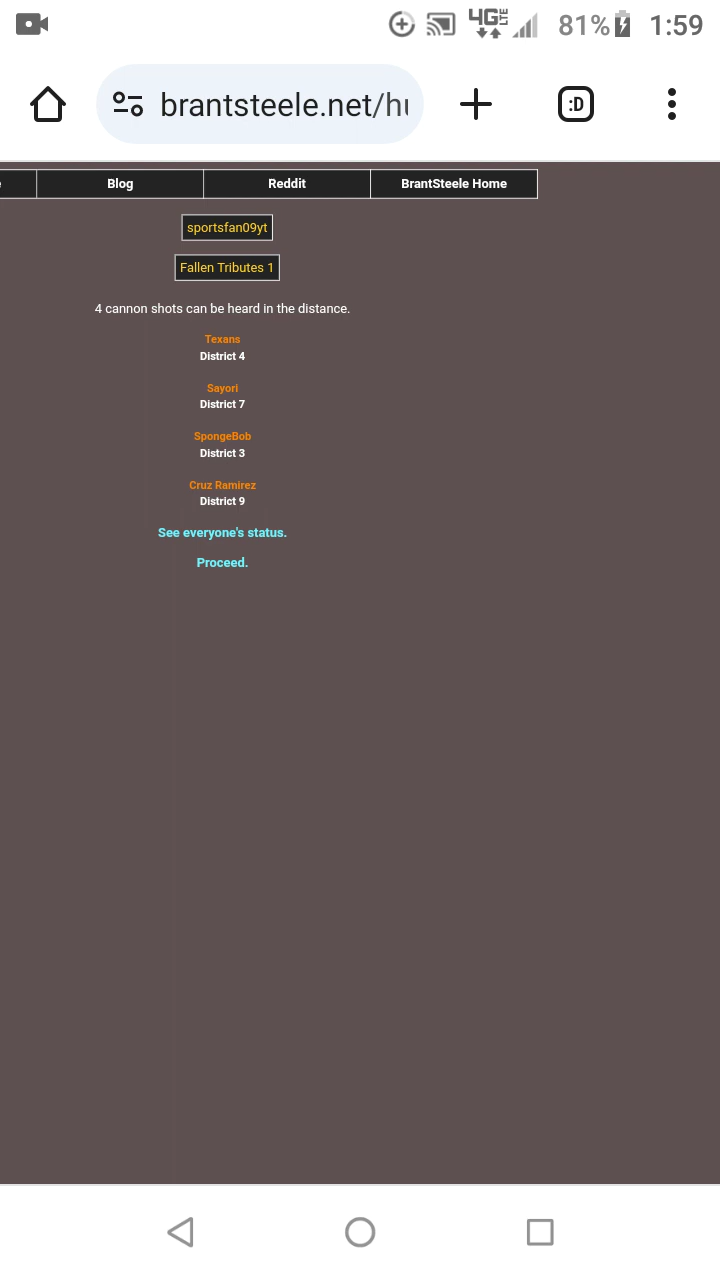 4G LTE 81% 1:59
brantsteele.net/hu
:D
e Blog Reddit BrantSteele Home
sportsfan09yt
Fallen Tributes 1
4 cannon shots can be heard in the distance.
Texans
District 4
Sayori
District 7
SpongeBob
District 3
Cruz Ramirez
District 9
See everyone's status.
Proceed.